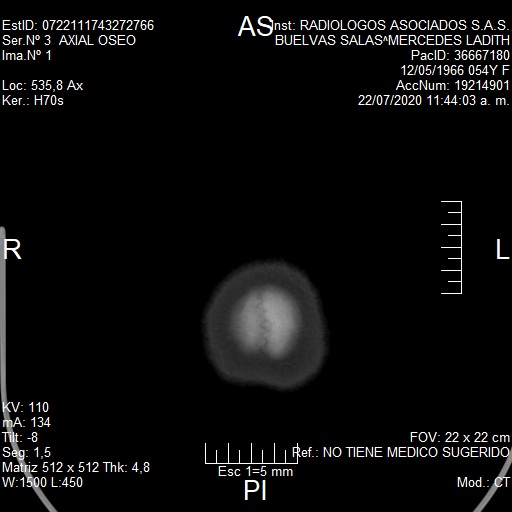 EstID: 0722111743272766
Ser.Nº 3 AXIAL OSEO
Ima.Nº 1
Loc: 535,8 Ax
Ker.: H70s
AS
Inst: RADIOLOGOS ASOCIADOS S.A.S.
BUELVAS SALAS^MERCEDES LADITH
PacID: 36667180
12/05/1966 054Y F
AccNum: 19214901
22/07/2020 11:44:03 a. m.
R
L
KV: 110
mA: 134
Tilt: -8
Seg: 1,5
Matriz 512 x 512 Thk: 4,8
W:1500 L:450
Esc 1=5 mm
PI
FOV: 22 x 22 cm
Ref.: NO TIENE MEDICO SUGERIDO
Mod.: CT